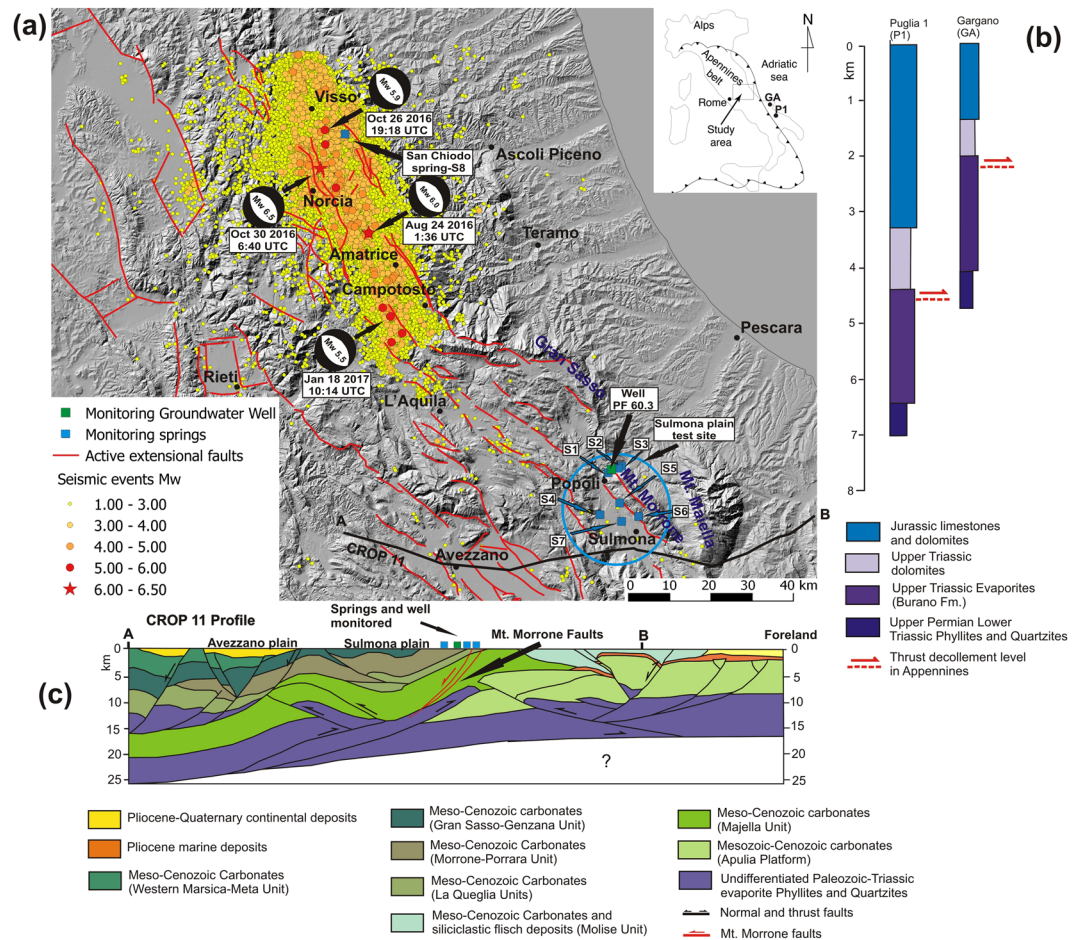 (a)
Visso
Mw 5.9
Oct 26 2016
19:18 UTC
San Chiodo
spring-S8
Ascoli Piceno
Mw 6.5
Norcia
Mw 6.0
Oct 30 2016
6:40 UTC
Aug 24 2016
1:36 UTC
Teramo
Amatrice
Campotosto
Pescara
Mw 5.5
Jan 18 2017
10:14 UTC
Rieti
L'Aquila
Gran Sasso
Well
PF 60.3
Sulmona plain
test site
S1
S2
S3
S5
Popoli
Mt. Morrone
Mt. Maiella
S4
S6
S7
Sulmona
A
CROP 11
Avezzano
B
0 10 20 30 40 km
Monitoring Groundwater Well
Monitoring springs
Active extensional faults
Seismic events Mw
1.00 - 3.00
3.00 - 4.00
4.00 - 5.00
5.00 - 6.00
6.00 - 6.50
Alps
N
Apennines
belt
Adriatic
sea
Rome
GA
P1
Study
area
(b)
Puglia 1
(P1)
Gargano
(GA)
0
km
1
2
3
4
5
6
7
8
Jurassic limestones
and dolomites
Upper Triassic
dolomites
Upper Triassic Evaporites
(Burano Fm.)
Upper Permian Lower
Triassic Phyllites and Quartzites
Thrust decollement level
in Appennines
(c)
CROP 11 Profile
Springs and well
monitored
A
Avezzano plain
Sulmona plain
Mt. Morrone Faults
B
Foreland
km
0
5
10
15
20
25
0
5
10
15
20
25
?
Pliocene-Quaternary continental deposits
Pliocene marine deposits
Meso-Cenozoic Carbonates
(Western Marsica-Meta Unit)
Meso-Cenozoic carbonates
(Gran Sasso-Genzana Unit)
Meso-Cenozoic Carbonates
(Morrone-Porrara Unit)
Meso-Cenozoic Carbonates
(La Queglia Units)
Meso-Cenozoic Carbonates and
siliciclastic flisch deposits (Molise Unit)
Meso-Cenozoic carbonates
(Majella Unit)
Mesozoic-Cenozoic carbonates
(Apulia Platform)
Undifferentiated Paleozoic-Triassic
evaporite Phyllites and Quartzites
Normal and thrust faults
Mt. Morrone faults